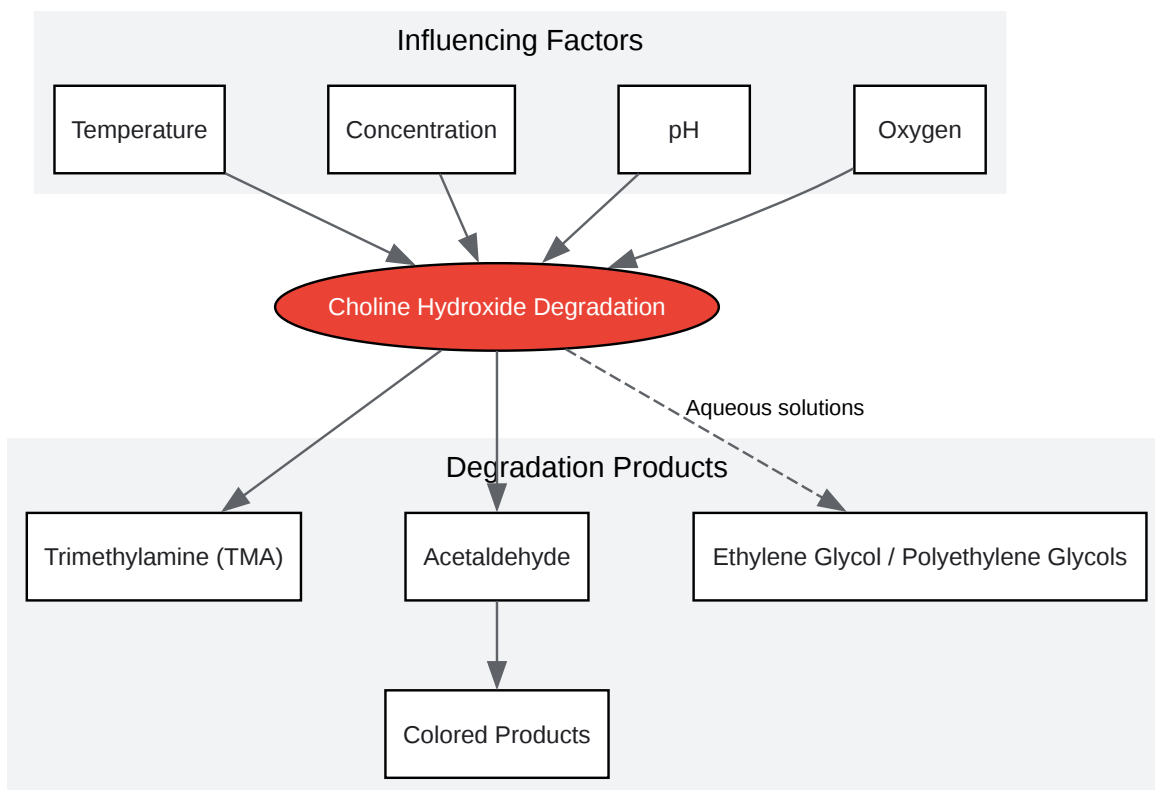 Influencing Factors
Temperature
Concentration
pH
Oxygen
Choline Hydroxide Degradation
Aqueous solutions
Degradation Products
Trimethylamine (TMA)
Acetaldehyde
Ethylene Glycol / Polyethylene Glycols
Colored Products